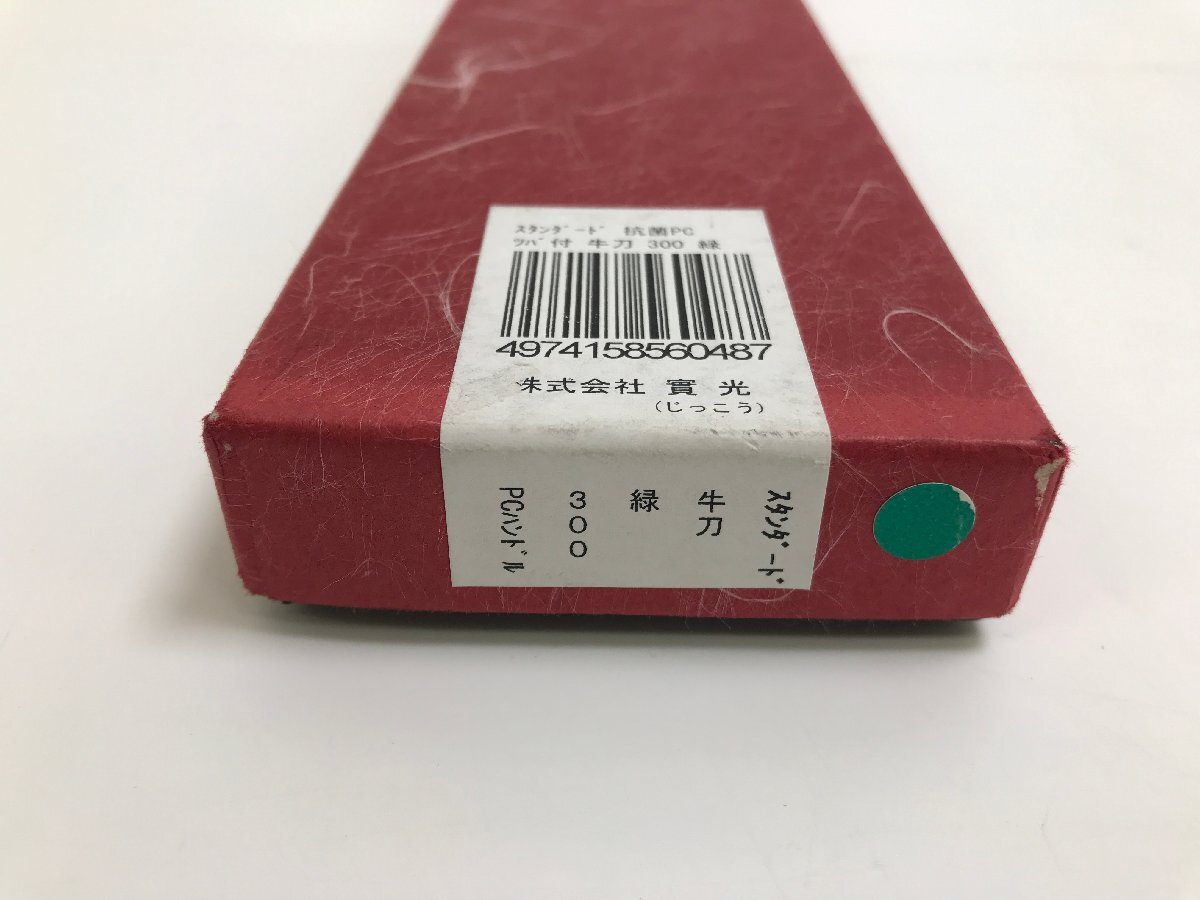 ｽﾀﾝﾀﾞｰﾄﾞ 抗菌PC
ﾂﾊﾞ付 牛刀 300 緑
4974158560487
株式会社 實光
(じっこう)
ｽﾀﾝﾀﾞｰﾄﾞ
牛刀
緑
300
PCﾊﾝﾄﾞﾙ